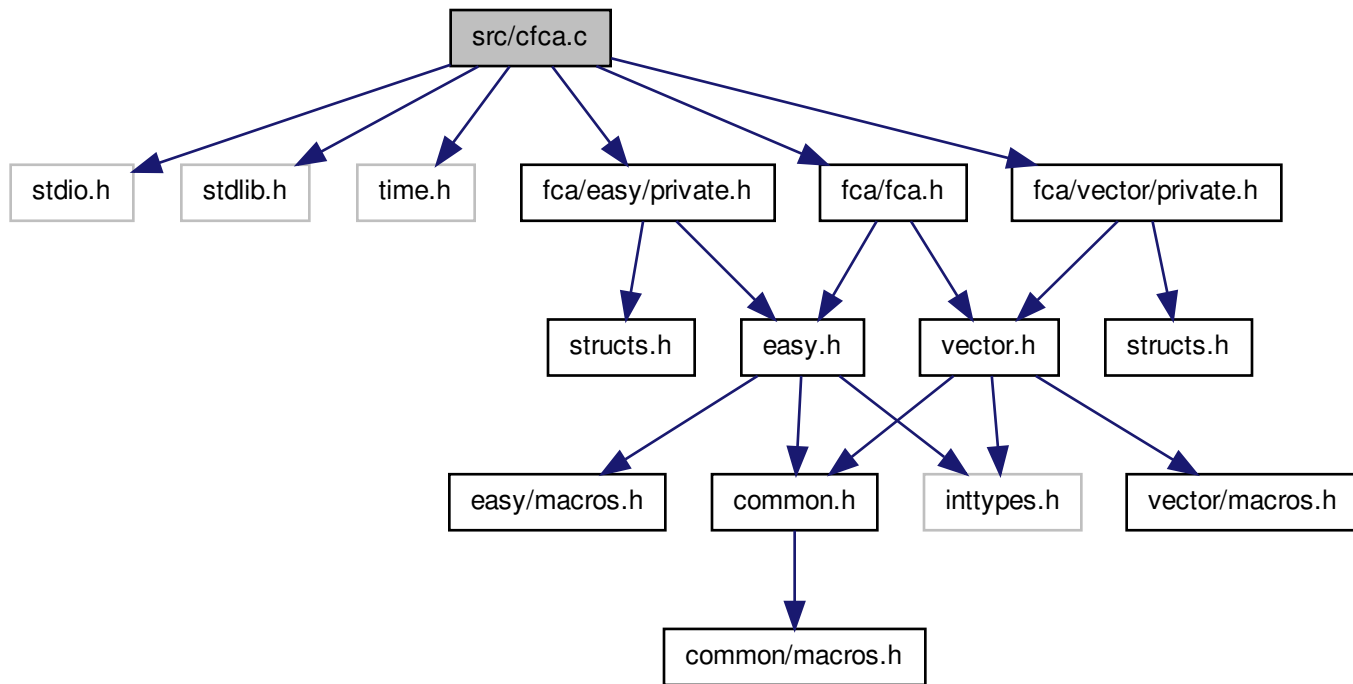 src/cfca.c
stdio.h
stdlib.h
time.h
fca/easy/private.h
fca/fca.h
fca/vector/private.h
structs.h
easy.h
vector.h
structs.h
easy/macros.h
common.h
inttypes.h
vector/macros.h
common/macros.h